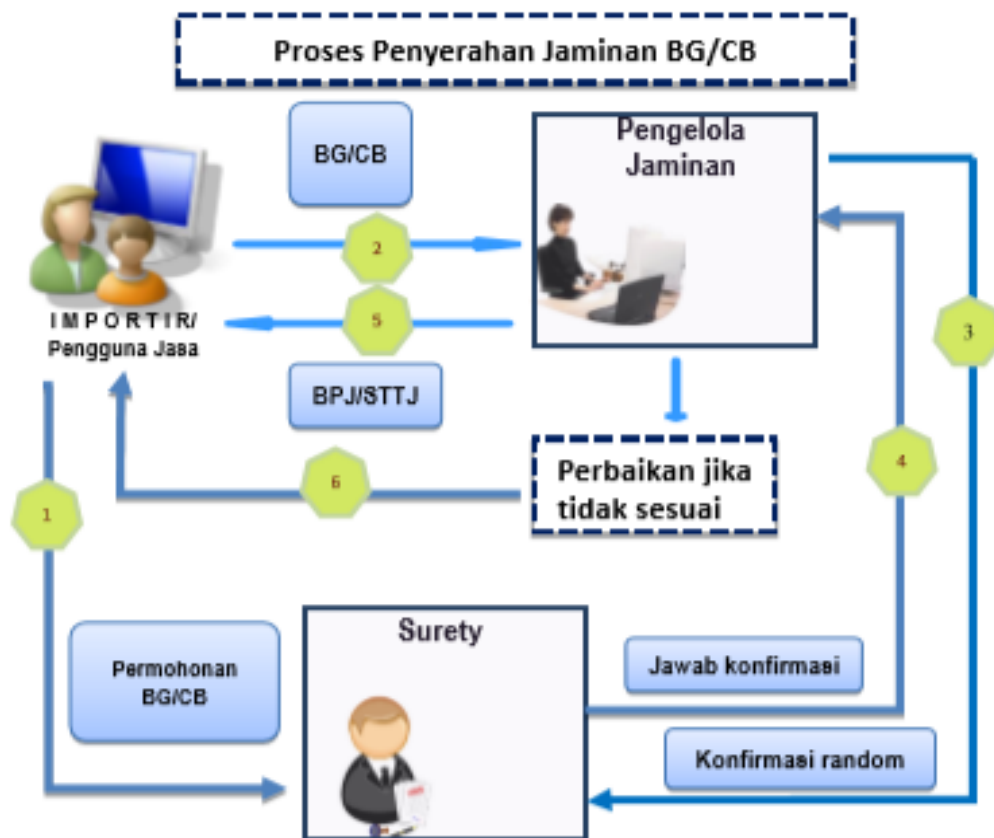 Proses Penyerahan Jaminan BG/CB
BG/CB
Pengelola
Jaminan
2
5
I M P O R T I R/
Pengguna Jasa
3
BPJ/STTJ
6
Perbaikan jika
tidak sesuai
4
1
Surety
Permohonan
BG/CB
Jawab konfirmasi
Konfirmasi random